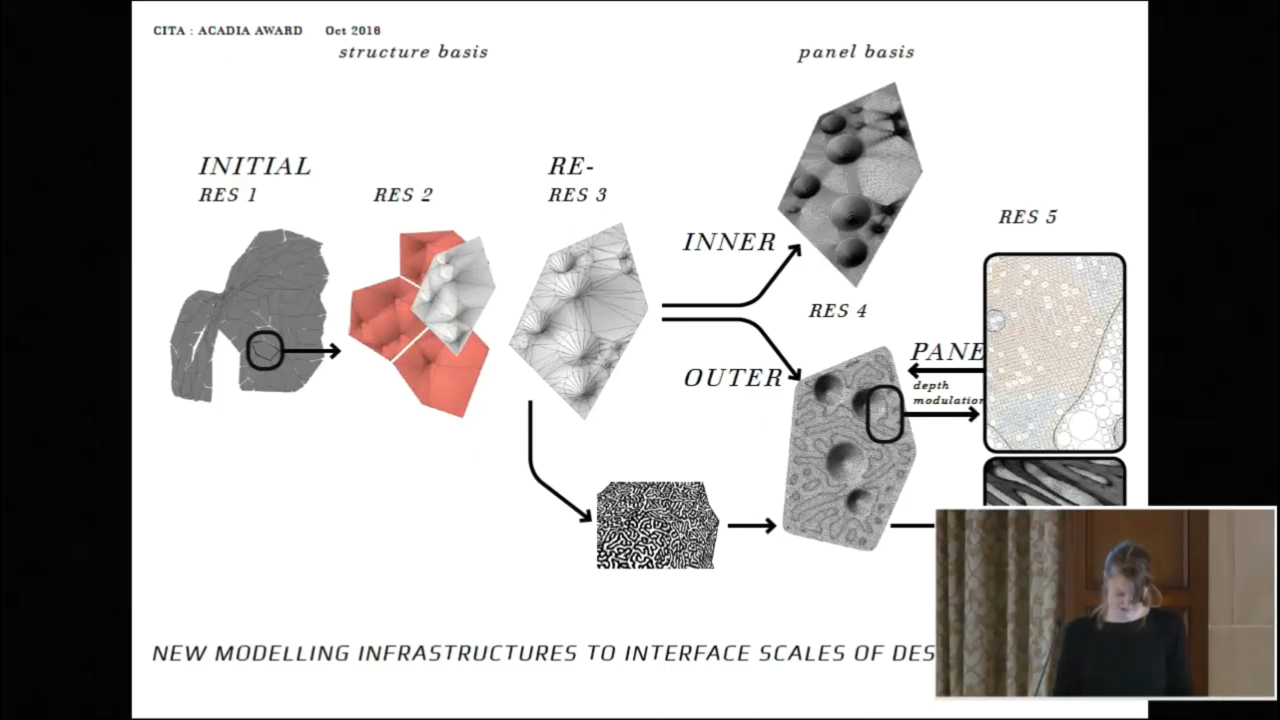 CITA : ACADIA AWARD Oct 2016
structure basis
panel basis
INITIAL
RES 1
RES 2
RE-
RES 3
INNER
OUTER
RES 4
RES 5
PANE
depth
modulation
NEW MODELLING INFRASTRUCTURES TO INTERFACE SCALES OF DES